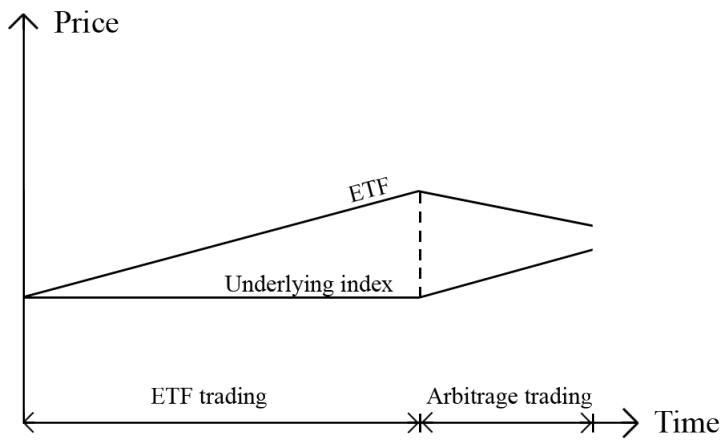 Price
ETF
Underlying index
ETF trading
Arbitrage trading
Time